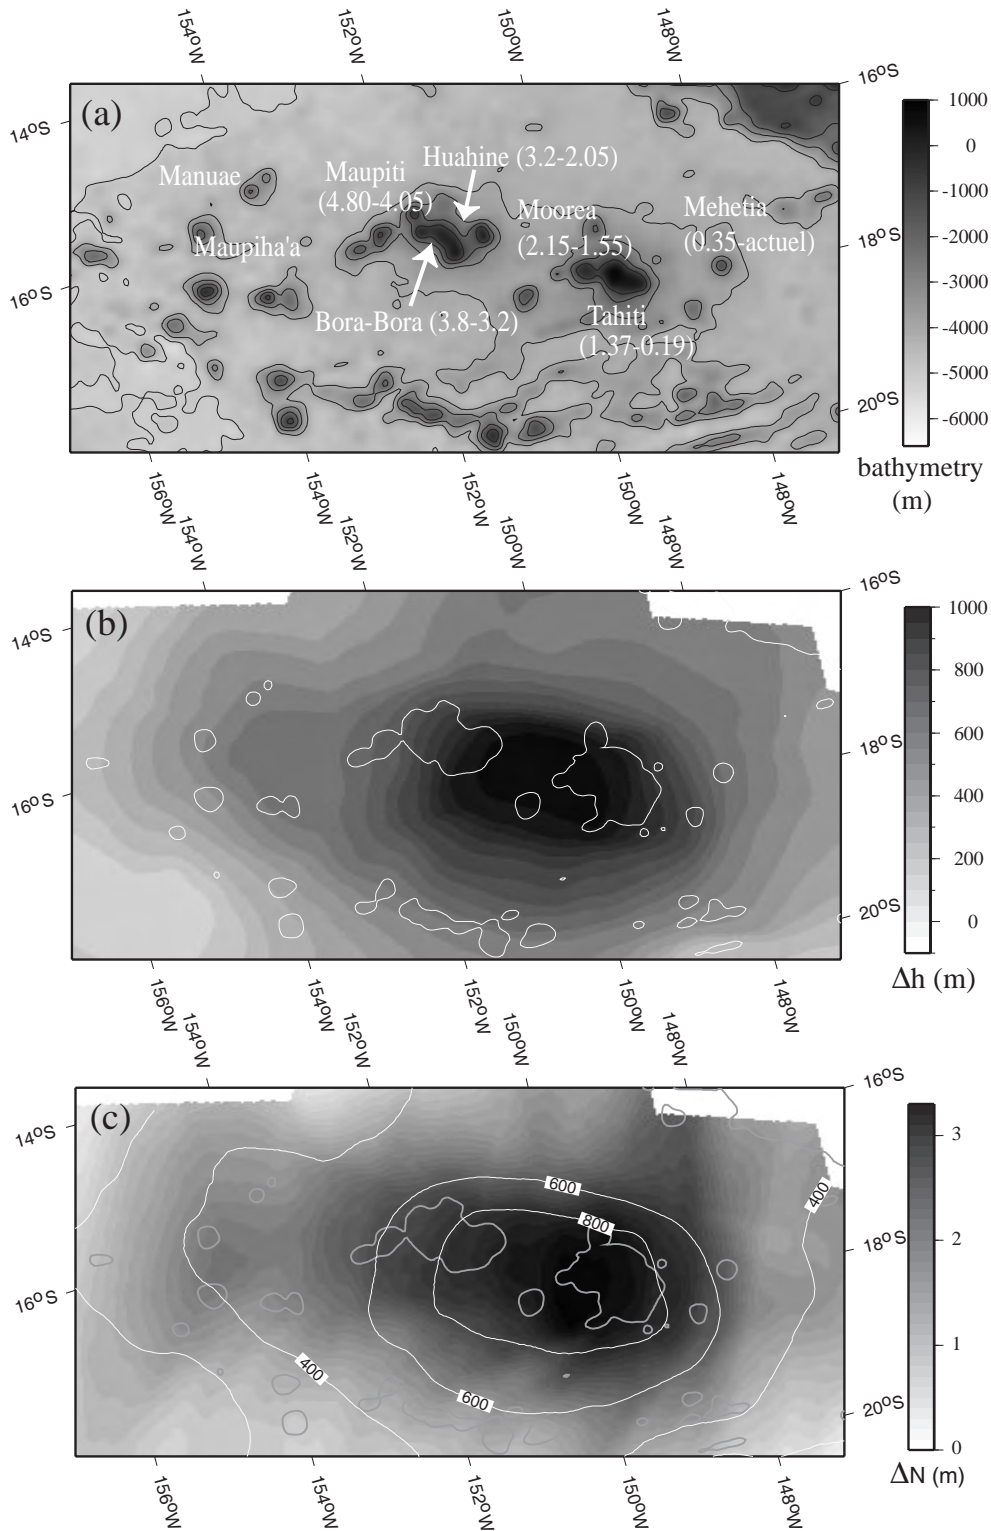 154°W 152°W 150°W 148°W
16°S
(a)
14°S
1000
0
Huahine (3.2-2.05)
Manuae
Maupiti
(4.80-4.05)
-1000
Moorea
Mehetia
-2000
(2.15-1.55)
(0.35-actuel)
18°S
Maupiha'a
-3000
16°S
Bora-Bora (3.8-3.2)
Tahiti
(1.37-0.19)
-4000
-5000
20°S
-6000
bathymetry
(m)
156°W 154°W 152°W 150°W 148°W
154°W 152°W 150°W 148°W
16°S
(b)
14°S
1000
800
18°S
600
16°S
400
200
20°S
0
Δh (m)
156°W 154°W 152°W 150°W 148°W
154°W 152°W 150°W 148°W
16°S
(c)
14°S
3
600
400
800
18°S
2
16°S
1
400
600
20°S
0
ΔN (m)
156°W 154°W 152°W 150°W 148°W